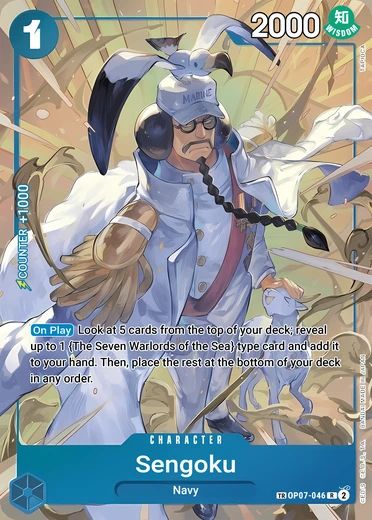 1
2000
知
WISDOM
MARINE
COUNTER +1000
On Play Look at 5 cards from the top of your deck; reveal
up to 1 {The Seven Warlords of the Sea} type card and add it
to your hand. Then, place the rest at the bottom of your deck
in any order.
CHARACTER
Sengoku
Navy
TR OP07-046 R 2